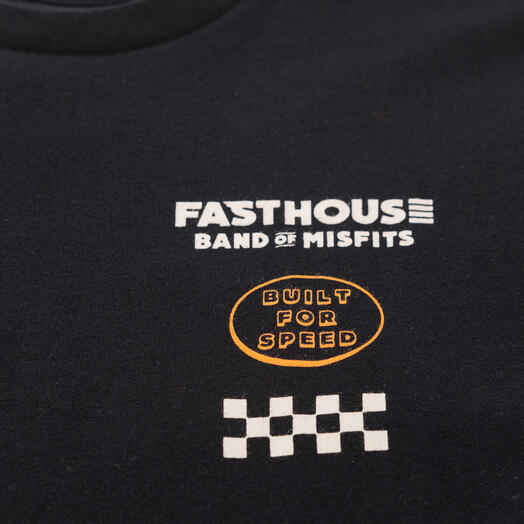 FASTHOUSE
BAND OF MISFITS
BUILT
FOR
SPEED